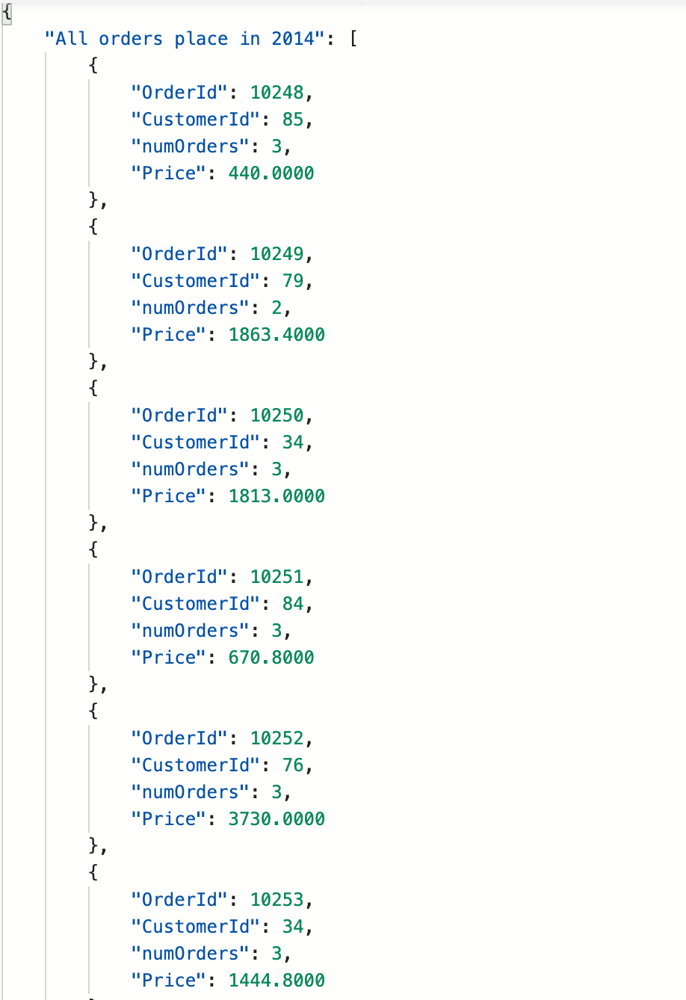 {
    "All orders place in 2014": [
        {
            "OrderId": 10248,
            "CustomerId": 85,
            "numOrders": 3,
            "Price": 440.0000
        },
        {
            "OrderId": 10249,
            "CustomerId": 79,
            "numOrders": 2,
            "Price": 1863.4000
        },
        {
            "OrderId": 10250,
            "CustomerId": 34,
            "numOrders": 3,
            "Price": 1813.0000
        },
        {
            "OrderId": 10251,
            "CustomerId": 84,
            "numOrders": 3,
            "Price": 670.8000
        },
        {
            "OrderId": 10252,
            "CustomerId": 76,
            "numOrders": 3,
            "Price": 3730.0000
        },
        {
            "OrderId": 10253,
            "CustomerId": 34,
            "numOrders": 3,
            "Price": 1444.8000